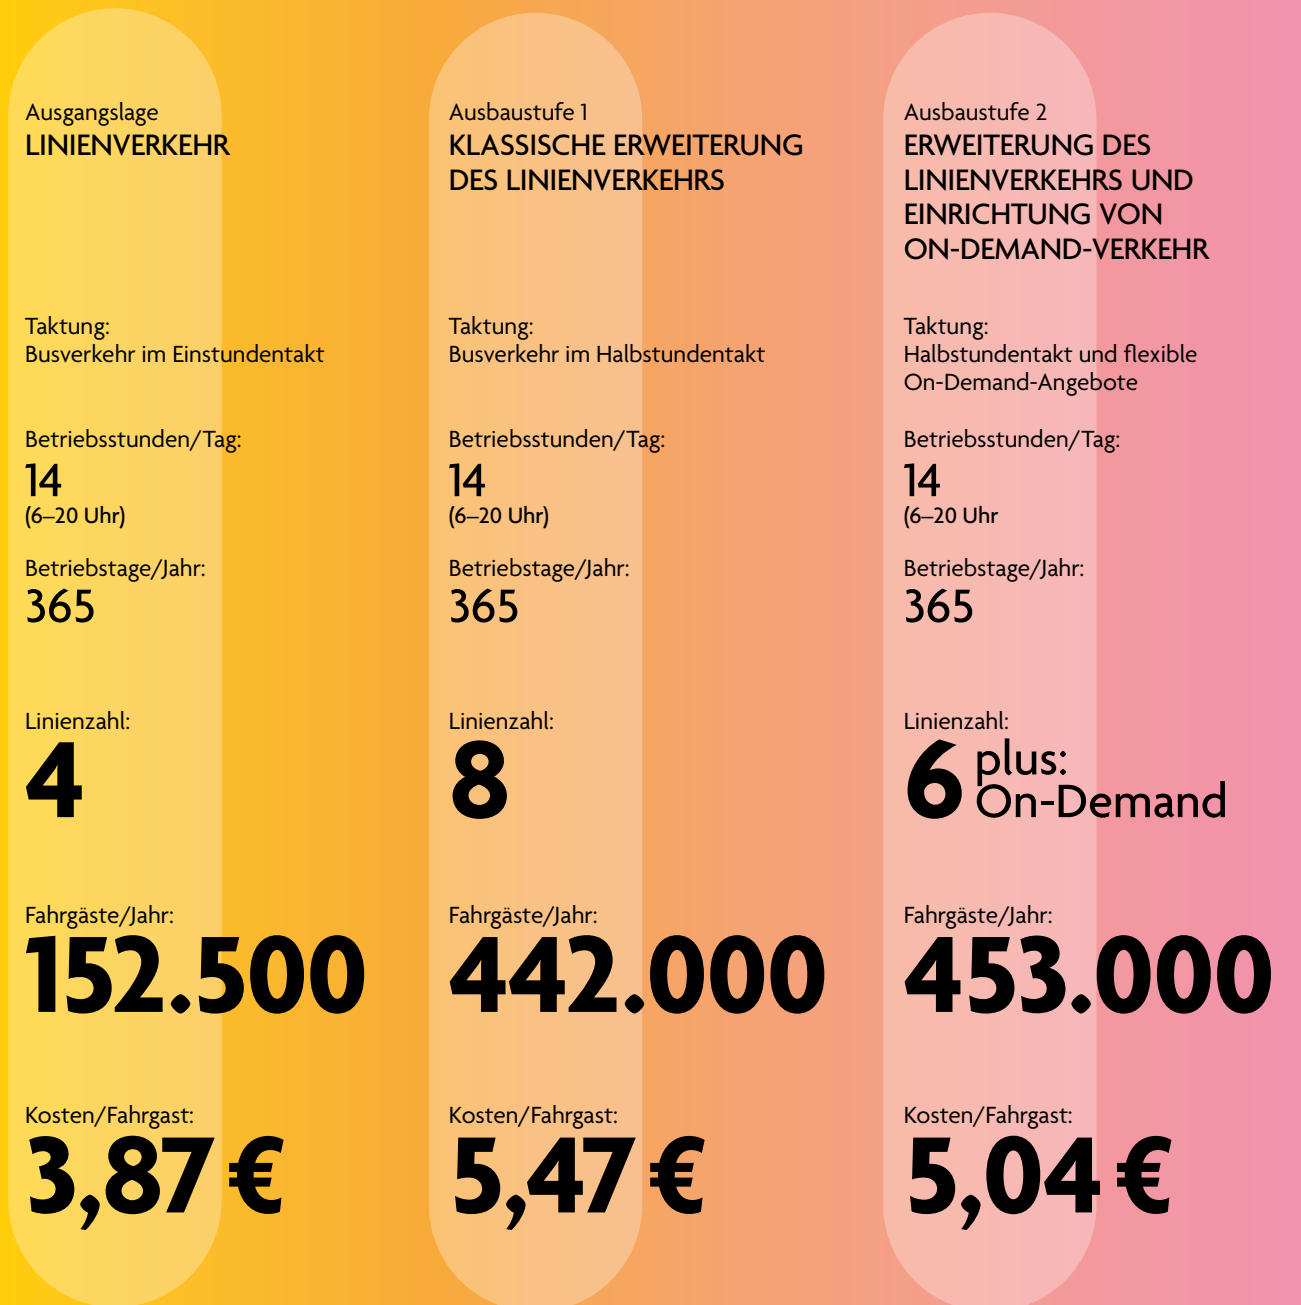 Ausgangslage
LINIENVERKEHR
Taktung:
Busverkehr im Einstundentakt
Betriebsstunden/Tag:
14
(6–20 Uhr)
Betriebstage/Jahr:
365
Linienzahl:
4
Fahrgäste/Jahr:
152.500
Kosten/Fahrgast:
3,87 €
Ausbaustufe 1
KLASSISCHE ERWEITERUNG
DES LINIENVERKEHRS
Taktung:
Busverkehr im Halbstundentakt
Betriebsstunden/Tag:
14
(6–20 Uhr)
Betriebstage/Jahr:
365
Linienzahl:
8
Fahrgäste/Jahr:
442.000
Kosten/Fahrgast:
5,47 €
Ausbaustufe 2
ERWEITERUNG DES
LINIENVERKEHRS UND
EINRICHTUNG VON
ON-DEMAND-VERKEHR
Taktung:
Halbstundentakt und flexible
On-Demand-Angebote
Betriebsstunden/Tag:
14
(6–20 Uhr
Betriebstage/Jahr:
365
Linienzahl:
6 plus:
On-Demand
Fahrgäste/Jahr:
453.000
Kosten/Fahrgast:
5,04 €